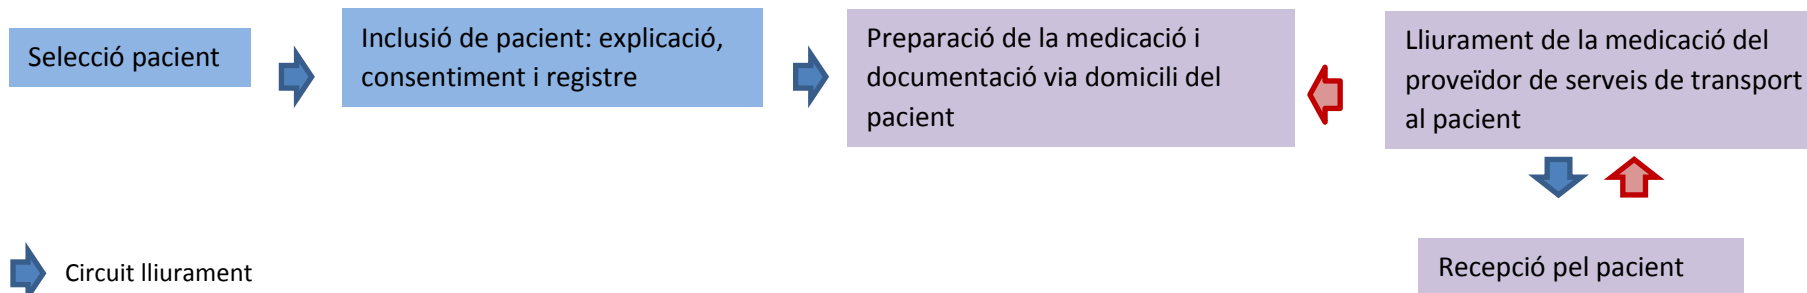 Selecció pacient
Inclusió de pacient: explicació,
consentiment i registre
Preparació de la medicació i
documentació via domicili del
pacient
Lliurament de la medicació del
proveïdor de serveis de transport
al pacient
Circuit lliurament
Recepció pel pacient